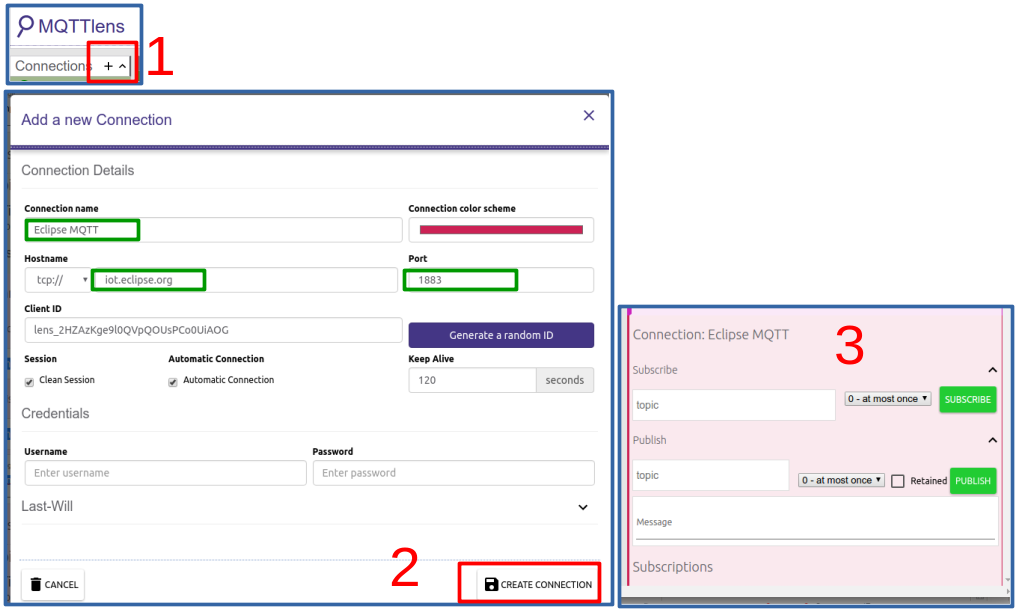 MQTTlens
Connections
1
Add a new Connection
Connection Details
Connection name
Connection color scheme
Eclipse MQTT
Hostname
Port
tcp://
iot.eclipse.org
1883
Client ID
lens_2HZAzKge9l0QVpQOUsPCo0UiAOG
Generate a random ID
Session
Automatic Connection
Keep Alive
Clean Session
Automatic Connection
120
seconds
Credentials
Username
Password
Enter username
Enter password
Last-Will
2
CANCEL
CREATE CONNECTION
3
Connection: Eclipse MQTT
Subscribe
topic
0 - at most once
SUBSCRIBE
Publish
topic
0 - at most once
Retained
PUBLISH
Message
Subscriptions